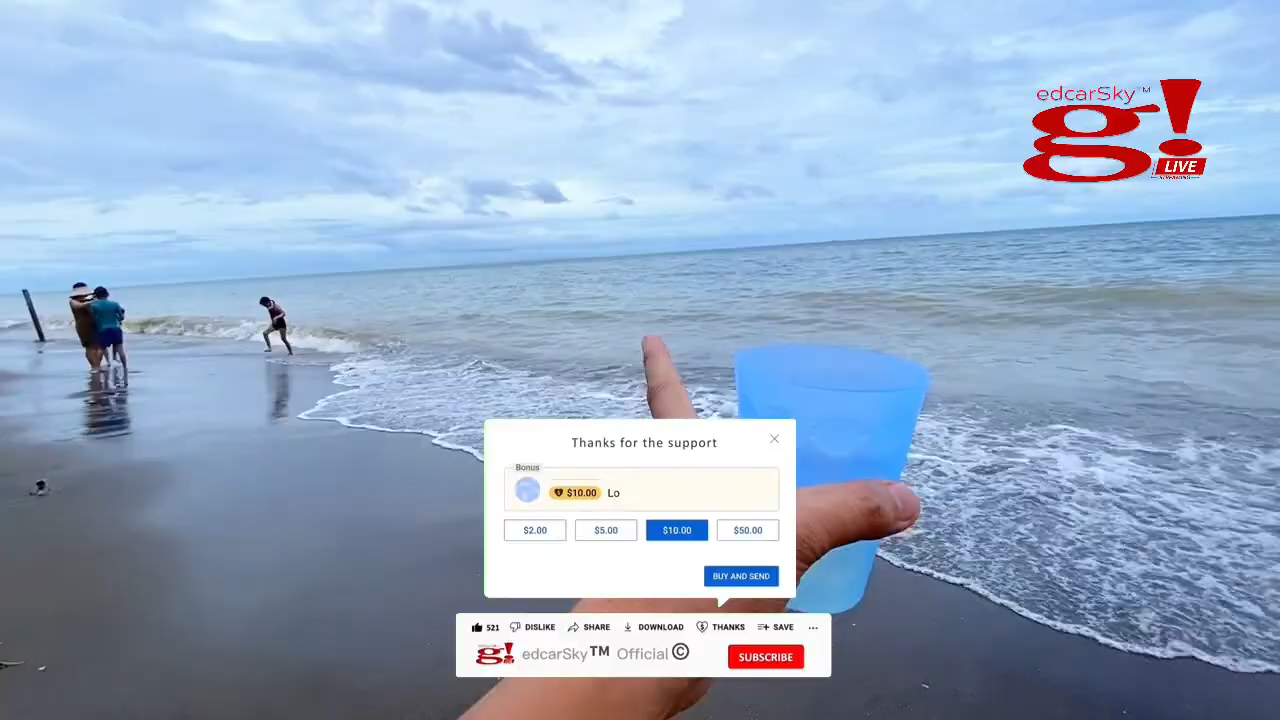 edcarSky™
g!
LIVE
Thanks for the support
Bonus
$10.00 Lo
$2.00 $5.00 $10.00 $50.00
BUY AND SEND
521 DISLIKE SHARE DOWNLOAD THANKS SAVE ...
g! edcarSky™ Official © SUBSCRIBE